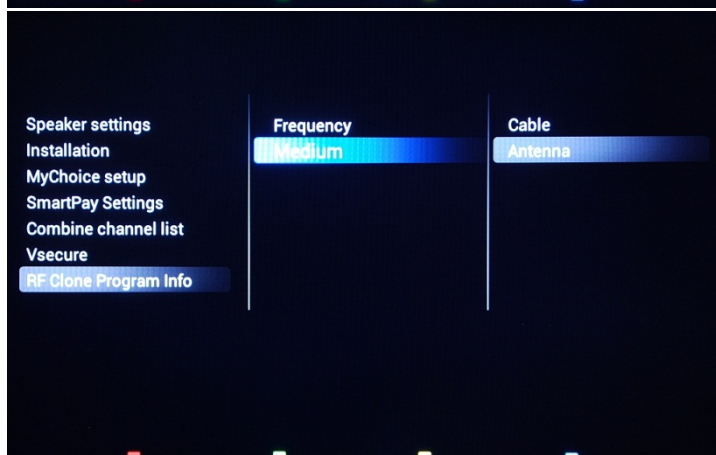 Speaker settings
Installation
MyChoice setup
SmartPay Settings
Combine channel list
Vsecure
RF Clone Program Info
Frequency
Medium
Cable
Antenna